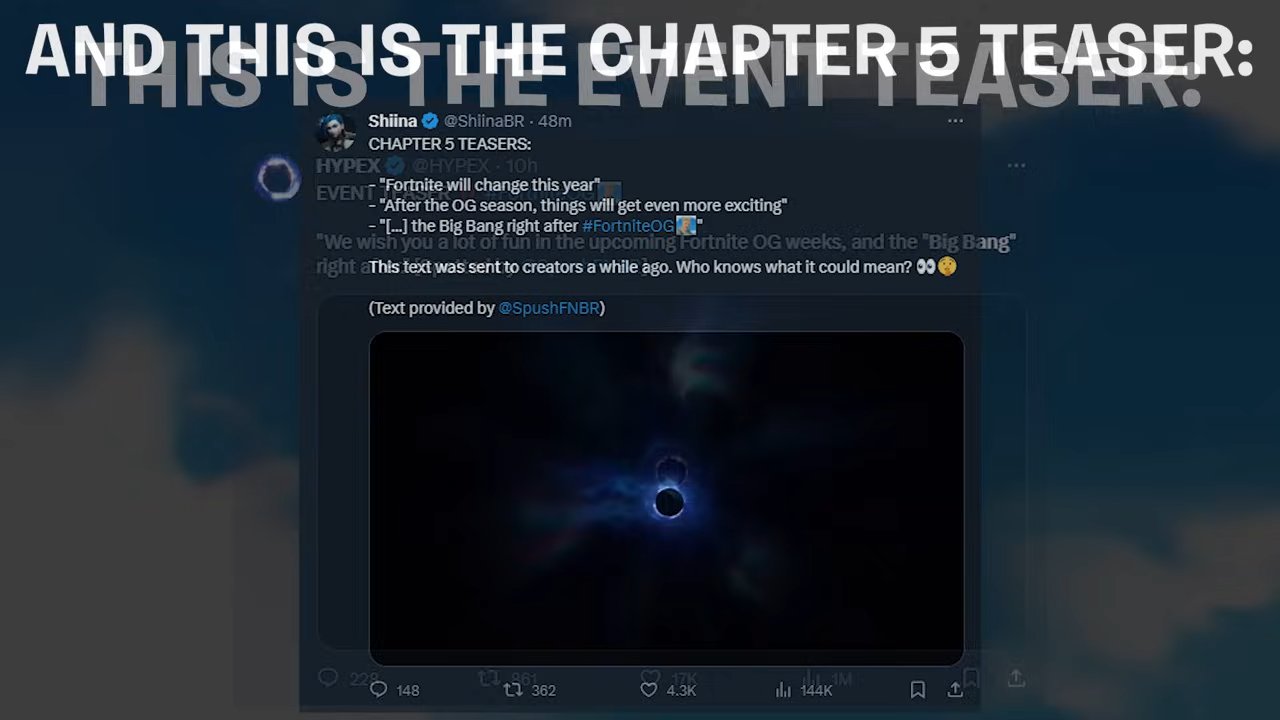 AND THIS IS THE CHAPTER 5 TEASER:
THIS IS THE EVENT TEASER:
Shiina @ShiinaBR · 48m
CHAPTER 5 TEASERS:
HYPEX @HYPEX · 10h
EVENT TEASER
- "Fortnite will change this year"
- "After the OG season, things will get even more exciting"
- "[...] the Big Bang right after #FortniteOG"
"We wish you a lot of fun in the upcoming Fortnite OG weeks, and the "Big Bang"
right
This text was sent to creators a while ago. Who knows what it could mean? 👀🤫
(Text provided by @SpushFNBR)
228 861 17K 1M
148 362 4.3K 144K